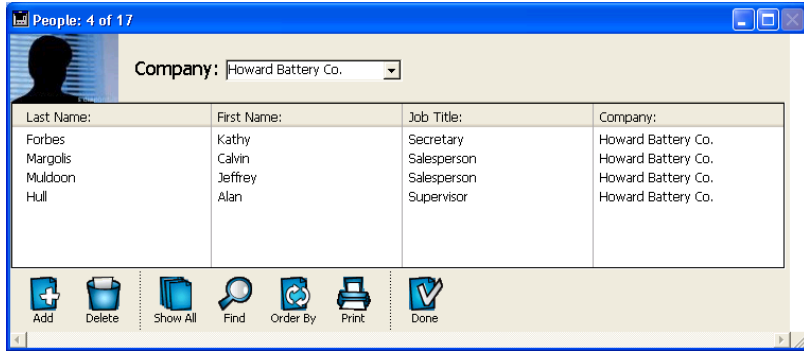 People: 4 of 17
Company: Howard Battery Co.
Last Name: First Name: Job Title: Company:
Forbes Kathy Secretary Howard Battery Co.
Margolis Calvin Salesperson Howard Battery Co.
Muldoon Jeffrey Salesperson Howard Battery Co.
Hull Alan Supervisor Howard Battery Co.
Add Delete Show All Find Order By Print Done